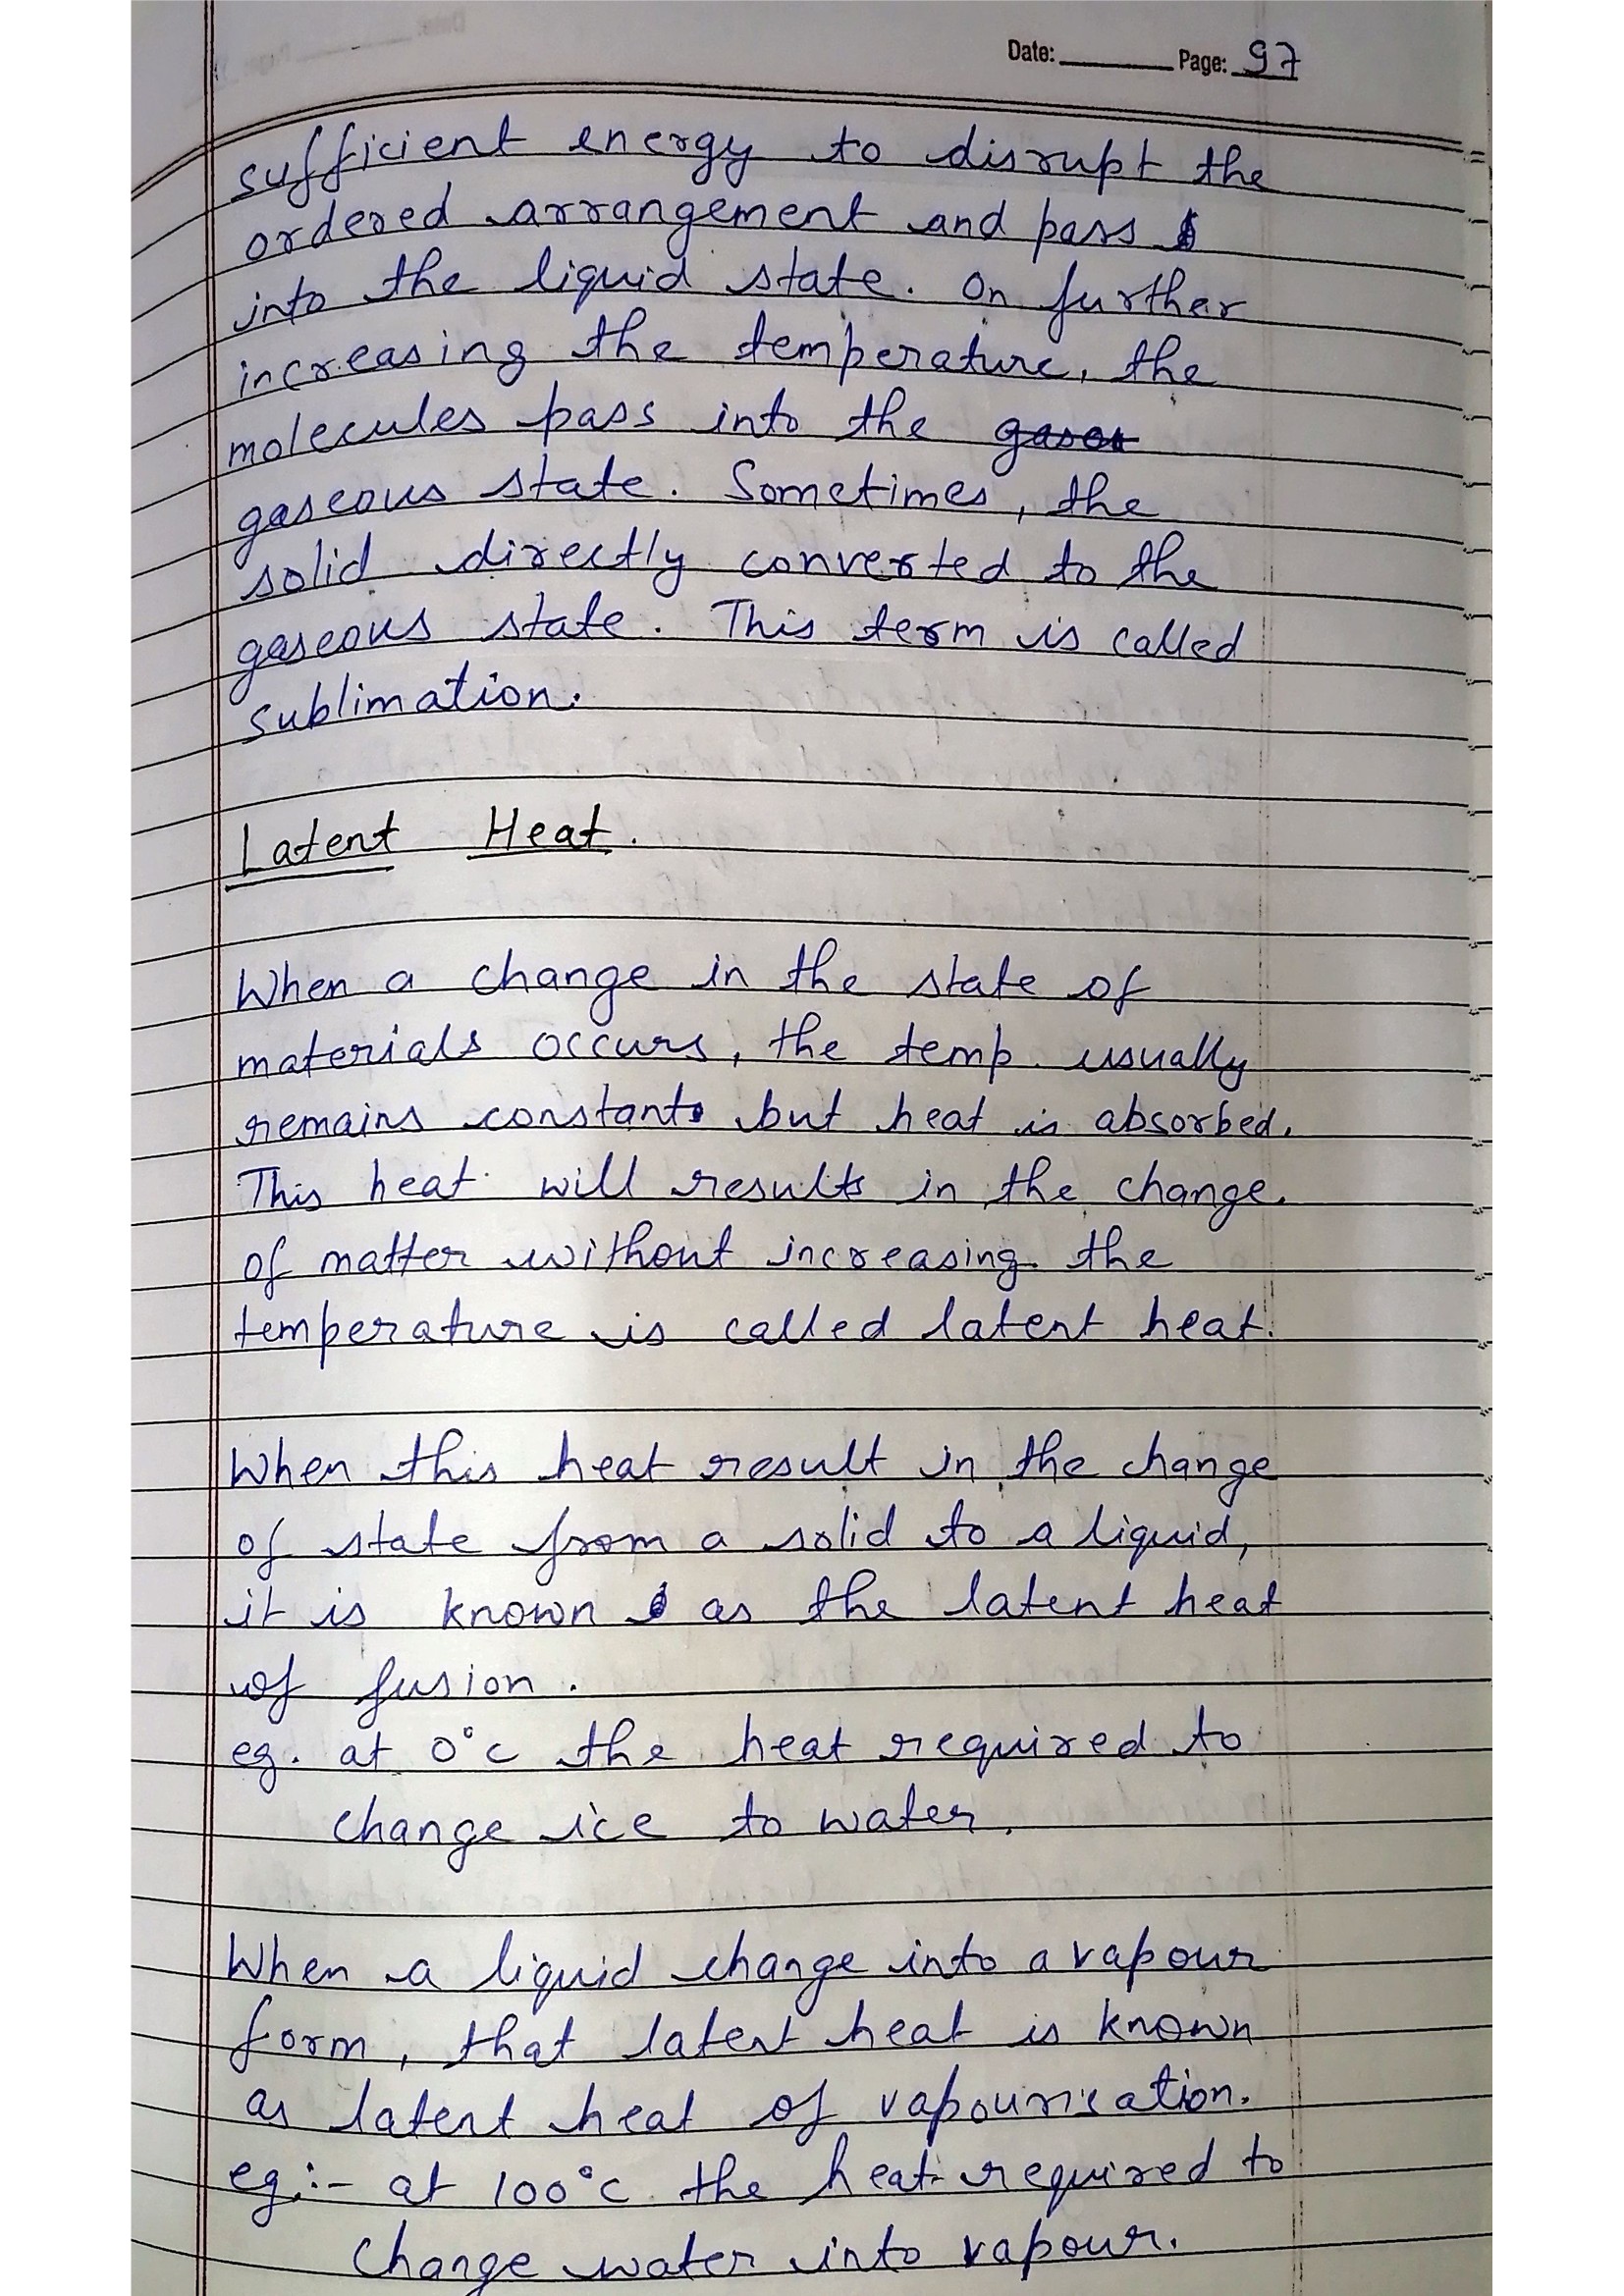 Date: Page: 97
sufficient energy to disrupt the
ordered arrangement and pass
into the liquid state. On further
increasing the temperature, the
molecules pass into the gases
gaseous state. Sometimes, the
solid directly converted to the
gaseous state. This term is called
sublimation.
Latent Heat.
When a change in the state of
materials occurs, the temp. usually
remains constant but heat is absorbed.
This heat will results in the change
of matter without increasing the
temperature is called latent heat.
When this heat result in the change
of state from a solid to a liquid,
it is known as the latent heat
of fusion.
eg. at 0°c the heat required to
change ice to water.
When a liquid change into a vapour
form, that latent heat is known
as latent heat of vapourisation.
eg:- at 100°c the heat required to
change water into vapour.